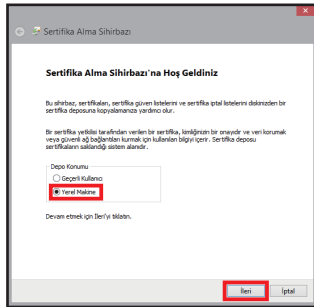 Sertifika Alma Sihirbazı
Sertifika Alma Sihirbazı'na Hoş Geldiniz
Bu sihirbaz, sertifikaları, sertifika güven listelerini ve sertifika iptal listelerini diskinizden bir
sertifika deposuna kopyalamanıza yardımcı olur.
Bir sertifika yetkilisi tarafından verilen bir sertifika, kimliğinizin bir onayıdır ve veri korumak
veya güvenli ağ bağlantıları kurmak için kullanılan bilgiyi içerir. Sertifika deposu
sertifikaların saklandığı sistem alanıdır.
Depo Konumu
Geçerli Kullanıcı
Yerel Makine
Devam etmek için İleri'yi tıklatın.
İleri
İptal